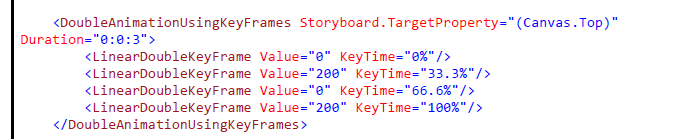 <DoubleAnimationUsingKeyFrames Storyboard.TargetProperty="(Canvas.Top)"
Duration="0:0:3">
<LinearDoubleKeyFrame Value="0" KeyTime="0%"/>
<LinearDoubleKeyFrame Value="200" KeyTime="33.3%"/>
<LinearDoubleKeyFrame Value="0" KeyTime="66.6%"/>
<LinearDoubleKeyFrame Value="200" KeyTime="100%"/>
</DoubleAnimationUsingKeyFrames>